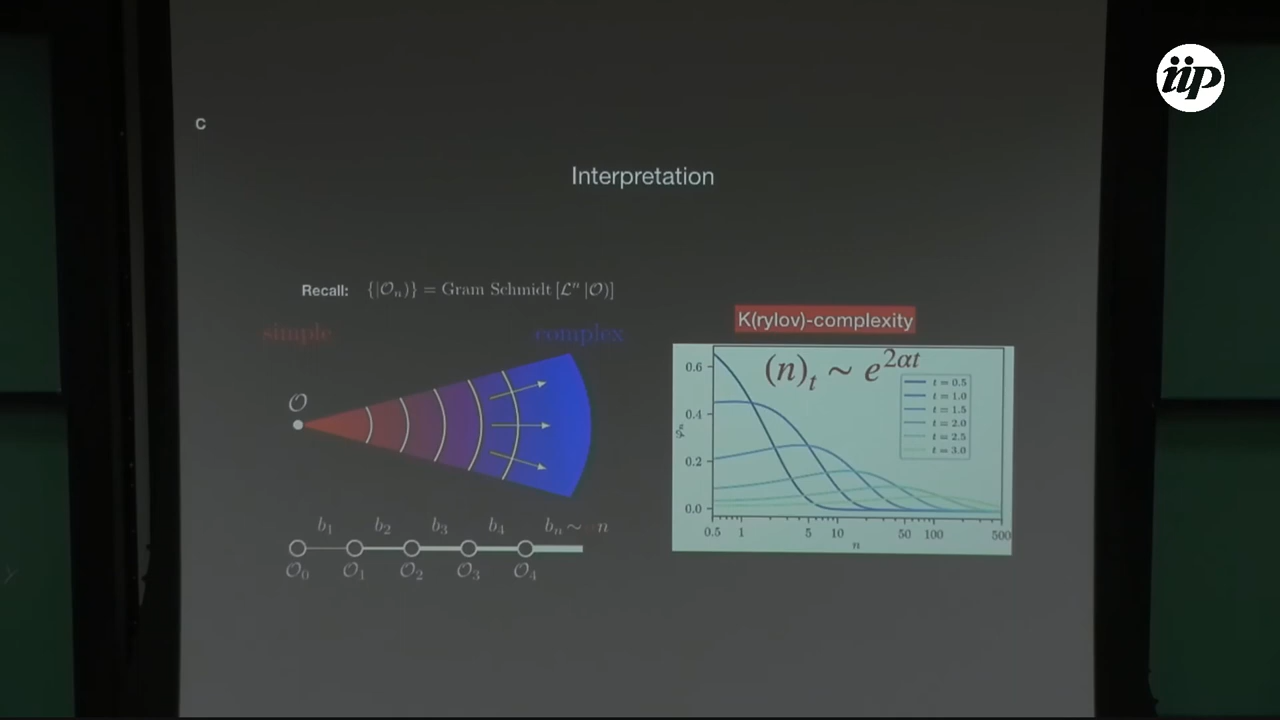 iip
C
Interpretation
Recall: {|𝒪ₙ)} = Gram Schmidt [ℒⁿ |𝒪)]
simple
complex
𝒪
b₁ b₂ b₃ b₄ bₙ ~ n
𝒪₀ 𝒪₁ 𝒪₂ 𝒪₃ 𝒪₄
K(rylov)-complexity
(n)ₜ ~ e^{2αt}
t = 0.5
t = 1.0
t = 1.5
t = 2.0
t = 2.5
t = 3.0
0.6
0.4
0.2
0.0
φₙ
0.5 1 5 10 50 100 500
n